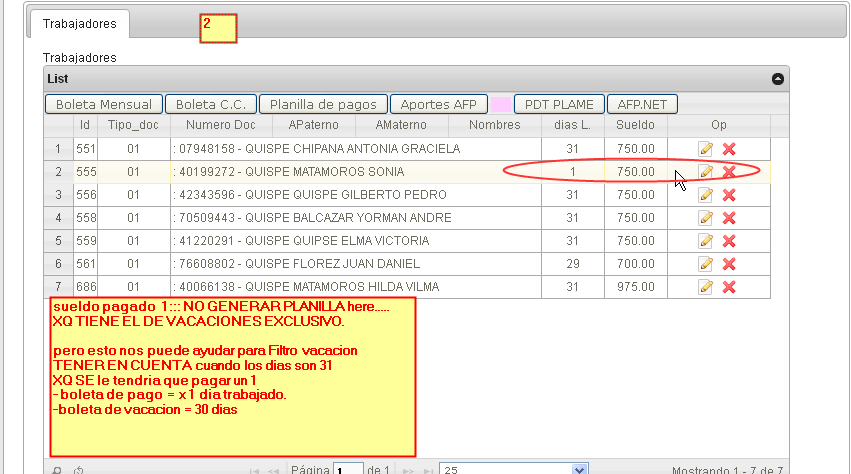 Trabajadores
2
Trabajadores
List
Boleta Mensual Boleta C.C. Planilla de pagos Aportes AFP PDT PLAME AFP.NET
Id Tipo_doc Numero Doc APaterno AMaterno Nombres dias L. Sueldo Op
1 551 01 : 07948158 - QUISPE CHIPANA ANTONIA GRACIELA 31 750.00
2 555 01 : 40199272 - QUISPE MATAMOROS SONIA 1 750.00
3 556 01 : 42343596 - QUISPE QUISPE GILBERTO PEDRO 31 750.00
4 558 01 : 70509443 - QUISPE BALCAZAR YORMAN ANDRE 31 750.00
5 559 01 : 41220291 - QUISPE QUIPSE ELMA VICTORIA 31 750.00
6 561 01 : 76608802 - QUISPE FLOREZ JUAN DANIEL 29 700.00
7 686 01 : 40066138 - QUISPE MATAMOROS HILDA VILMA 31 975.00
sueldo pagado 1::: NO GENERAR PLANILLA here.....
XQ TIENE EL DE VACACIONES EXCLUSIVO.
pero esto nos puede ayudar para Filtro vacacion
TENER EN CUENTA cuando los dias son 31
XQ SE le tendria que pagar un 1
- boleta de pago = x 1 dia trabajado.
-boleta de vacacion = 30 dias
Página 1 de 1 25 Mostrando 1 - 7 de 7